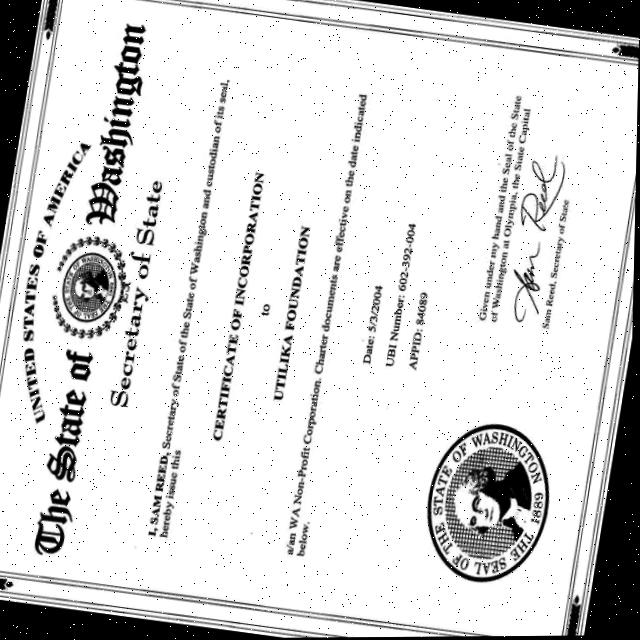 UNITED STATES OF AMERICA
The State of Washington
Secretary of State
I, SAM REED, Secretary of State of the State of Washington and custodian of its seal,
hereby issue this
CERTIFICATE OF INCORPORATION
to
UTILIKA FOUNDATION
a/an WA Non-Profit Corporation. Charter documents are effective on the date indicated
below.
Date: 5/3/2004
UBI Number: 602-392-004
APPID: 84089
Given under my hand and the Seal of the State
of Washington at Olympia, the State Capital
Sam Reed
Sam Reed, Secretary of State
THE SEAL OF THE STATE OF WASHINGTON
1889